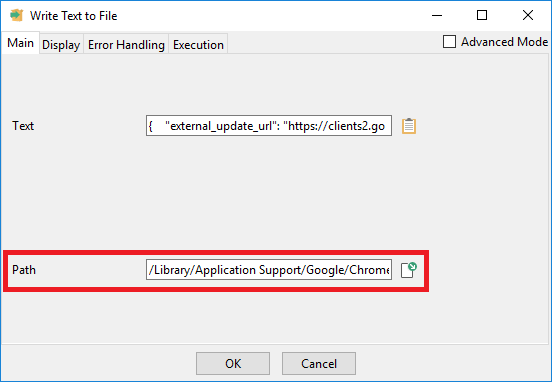 Write Text to File
Main Display Error Handling Execution Advanced Mode
Text { "external_update_url": "https://clients2.go
Path /Library/Application Support/Google/Chrome
OK Cancel